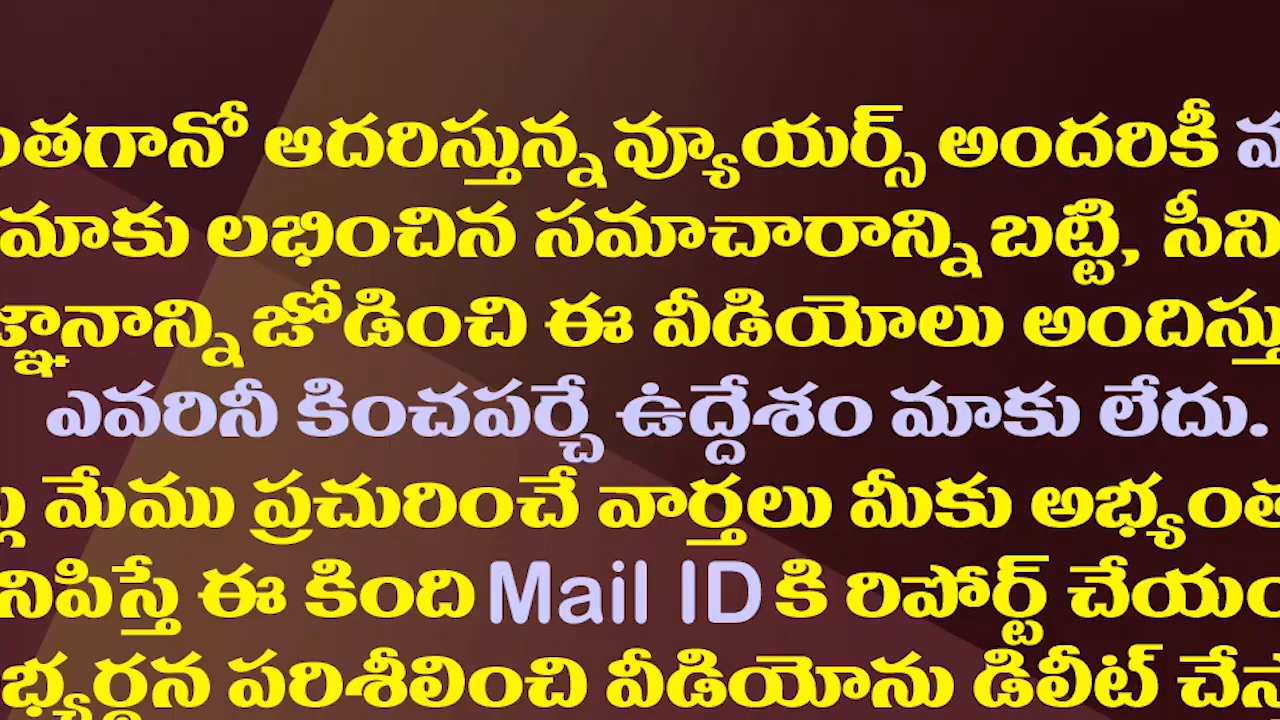 ంతగానో ఆదరిస్తున్న వ్యూయర్స్ అందరికీ
మాకు లభించిన సమాచారాన్ని బట్టి, సీని
జ్ఞానాన్ని జోడించి ఈ వీడియోలు అందిస్తు
ఎవరినీ కించపర్చే ఉద్దేశం మాకు లేదు.
మేము ప్రచురించే వార్తలు మీకు అభ్యంత
నిపిస్తే ఈ కింది Mail ID కి రిపోర్ట్ చేయం
భ్యర్థన పరిశీలించి వీడియోను డిలీట్ చేస